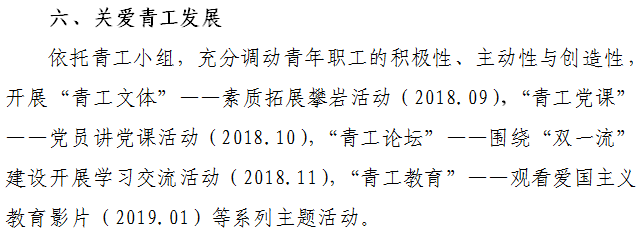 六、关爱青工发展
依托青工小组，充分调动青年职工的积极性、主动性与创造性，
开展“青工文体”——素质拓展攀岩活动（2018.09），“青工党课”
——党员讲党课活动（2018.10），“青工论坛”——围绕“双一流”
建设开展学习交流活动（2018.11），“青工教育”——观看爱国主义
教育影片（2019.01）等系列主题活动。